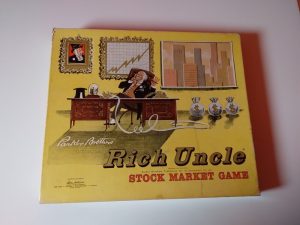 Parker Brothers
Rich Uncle
STOCK MARKET GAME